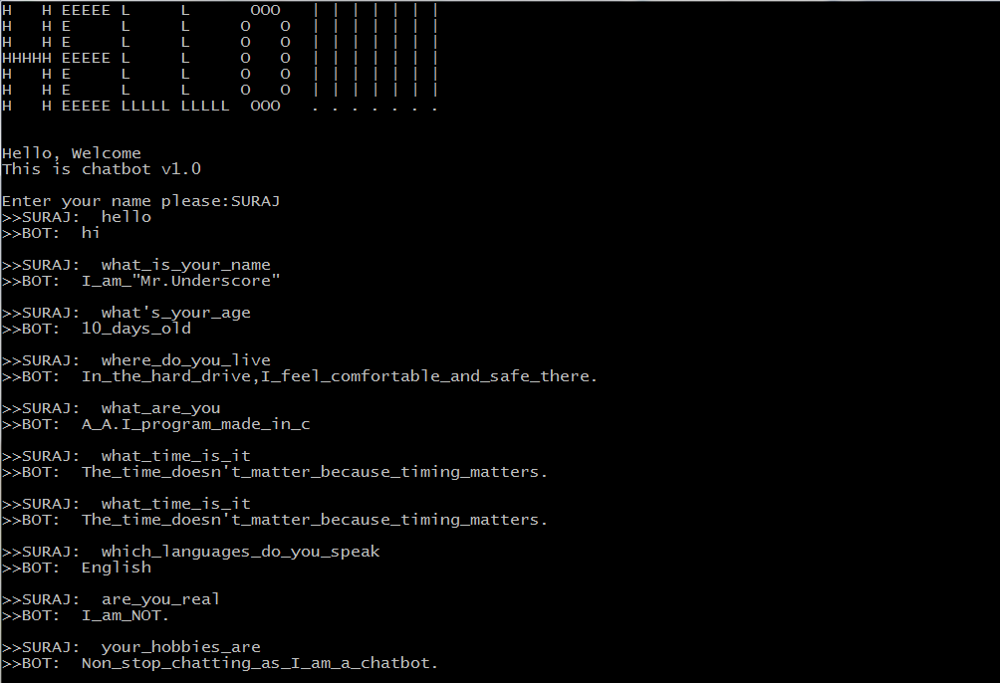 H   H EEEEE L     L      OOO   | | | | | | |
H   H E     L     L     O   O  | | | | | | |
H   H E     L     L     O   O  | | | | | | |
HHHHH EEEEE L     L     O   O  | | | | | | |
H   H E     L     L     O   O  | | | | | | |
H   H E     L     L     O   O  | | | | | | |
H   H EEEEE LLLLL LLLLL  OOO   . . . . . . .
Hello, Welcome
This is chatbot v1.0
Enter your name please:SURAJ
>>SURAJ:  hello
>>BOT:  hi
>>SURAJ:  what_is_your_name
>>BOT:  I_am_"Mr.Underscore"
>>SURAJ:  what's_your_age
>>BOT:  10_days_old
>>SURAJ:  where_do_you_live
>>BOT:  In_the_hard_drive,I_feel_comfortable_and_safe_there.
>>SURAJ:  what_are_you
>>BOT:  A_A.I_program_made_in_c
>>SURAJ:  what_time_is_it
>>BOT:  The_time_doesn't_matter_because_timing_matters.
>>SURAJ:  what_time_is_it
>>BOT:  The_time_doesn't_matter_because_timing_matters.
>>SURAJ:  which_languages_do_you_speak
>>BOT:  English
>>SURAJ:  are_you_real
>>BOT:  I_am_NOT.
>>SURAJ:  your_hobbies_are
>>BOT:  Non_stop_chatting_as_I_am_a_chatbot.